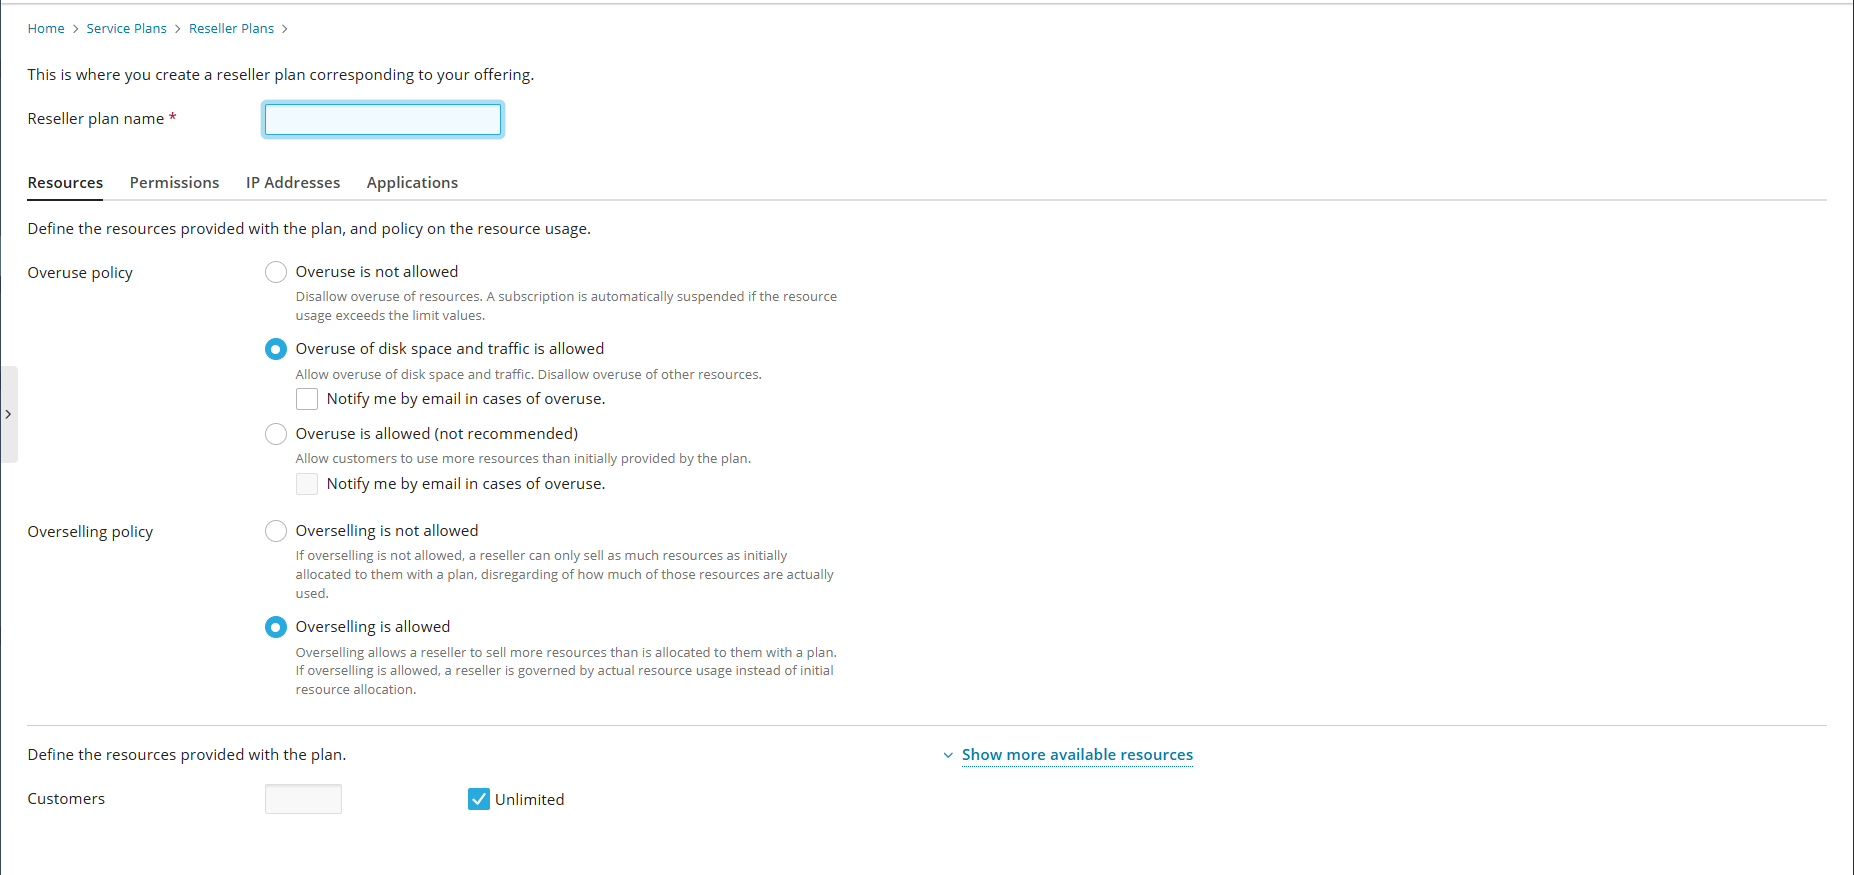 Home > Service Plans > Reseller Plans >
This is where you create a reseller plan corresponding to your offering.
Reseller plan name *
Resources Permissions IP Addresses Applications
Define the resources provided with the plan, and policy on the resource usage.
Overuse policy
Overuse is not allowed
Disallow overuse of resources. A subscription is automatically suspended if the resource
usage exceeds the limit values.
Overuse of disk space and traffic is allowed
Allow overuse of disk space and traffic. Disallow overuse of other resources.
Notify me by email in cases of overuse.
Overuse is allowed (not recommended)
Allow customers to use more resources than initially provided by the plan.
Notify me by email in cases of overuse.
Overselling policy
Overselling is not allowed
If overselling is not allowed, a reseller can only sell as much resources as initially
allocated to them with a plan, disregarding of how much of those resources are actually
used.
Overselling is allowed
Overselling allows a reseller to sell more resources than is allocated to them with a plan.
If overselling is allowed, a reseller is governed by actual resource usage instead of initial
resource allocation.
Define the resources provided with the plan.
Show more available resources
Customers
Unlimited